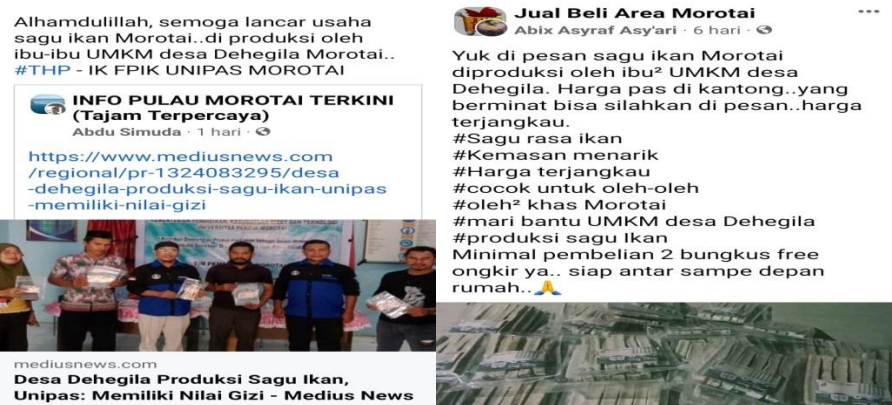 Alhamdulillah, semoga lancar usaha
sagu ikan Morotai..di produksi oleh
ibu-ibu UMKM desa Dehegila Morotai..
#THP - IK FPIK UNIPAS MOROTAI
INFO PULAU MOROTAI TERKINI
(Tajam Terpercaya)
Abdu Simuda · 1 hari ·
https://www.mediusnews.com
/regional/pr-1324083295/desa
-dehegila-produksi-sagu-ikan-unipas
-memiliki-nilai-gizi
mediusnews.com
Desa Dehegila Produksi Sagu Ikan,
Unipas: Memiliki Nilai Gizi - Medius News
Jual Beli Area Morotai
Abix Asyraf Asy'ari · 6 hari ·
Yuk di pesan sagu ikan Morotai
diproduksi oleh ibu² UMKM desa
Dehegila. Harga pas di kantong..yang
berminat bisa silahkan di pesan..harga
terjangkau.
#Sagu rasa ikan
#Kemasan menarik
#Harga terjangkau
#cocok untuk oleh-oleh
#oleh² khas Morotai
#mari bantu UMKM desa Dehegila
#produksi sagu Ikan
Minimal pembelian 2 bungkus free
ongkir ya.. siap antar sampe depan
rumah..🙏